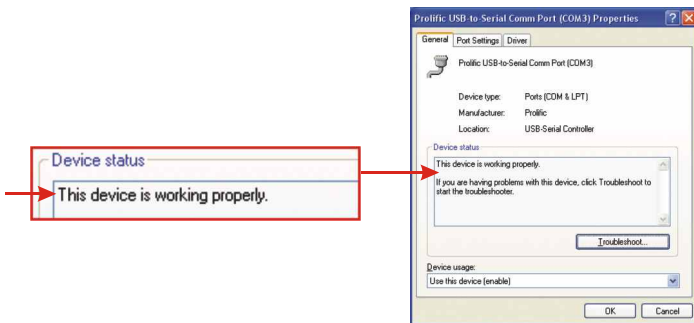 Device status
This device is working properly.
Prolific USB-to-Serial Comm Port (COM3) Properties
General Port Settings Driver
Prolific USB-to-Serial Comm Port (COM3)
Device type: Ports (COM & LPT)
Manufacturer: Prolific
Location: USB-Serial Controller
Device status
This device is working properly.
If you are having problems with this device, click Troubleshoot to
start the troubleshooter.
Troubleshoot...
Device usage:
Use this device (enable)
OK Cancel